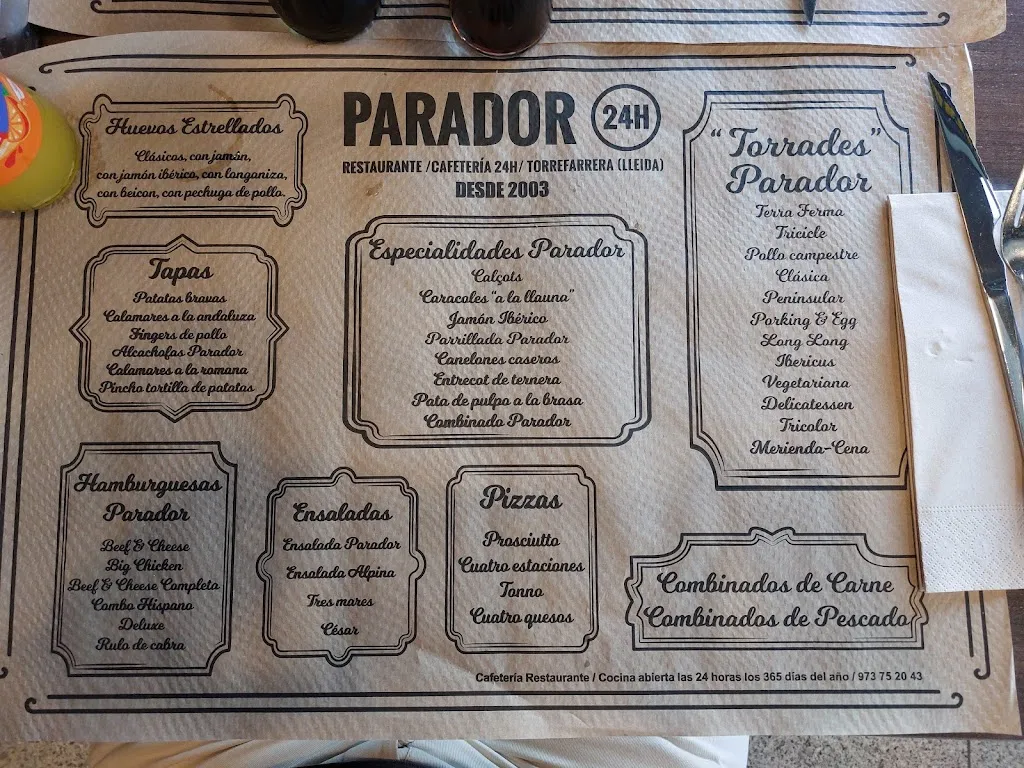 PARADOR 24H
RESTAURANTE / CAFETERÍA 24H / TORREFARRERA (LLEIDA)
DESDE 2003
Huevos Estrellados
Clásicos, con jamón,
con jamón ibérico, con longaniza,
con beicon, con pechuga de pollo.
Tapas
Patatas bravas
Calamares a la andaluza
Fingers de pollo
Alcachofas Parador
Calamares a la romana
Pincho tortilla de patatas
Especialidades Parador
Calçots
Caracoles "a la llauna"
Jamón Ibérico
Parrillada Parador
Canelones caseros
Entrecot de ternera
Pata de pulpo a la brasa
Combinado Parador
"Torrades"
Parador
Terra Ferma
Tricicle
Pollo campestre
Clásica
Peninsular
Porking & Egg
Long Long
Ibericus
Vegetariana
Delicatessen
Tricolor
Merienda-Cena
Hamburguesas
Parador
Beef & Cheese
Big Chicken
Beef & Cheese Completa
Combo Hispano
Deluxe
Rulo de cabra
Ensaladas
Ensalada Parador
Ensalada Alpina
Tres mares
César
Pizzas
Prosciutto
Cuatro estaciones
Tonno
Cuatro quesos
Combinados de Carne
Combinados de Pescado
Cafetería Restaurante / Cocina abierta las 24 horas los 365 días del año / 973 75 20 43